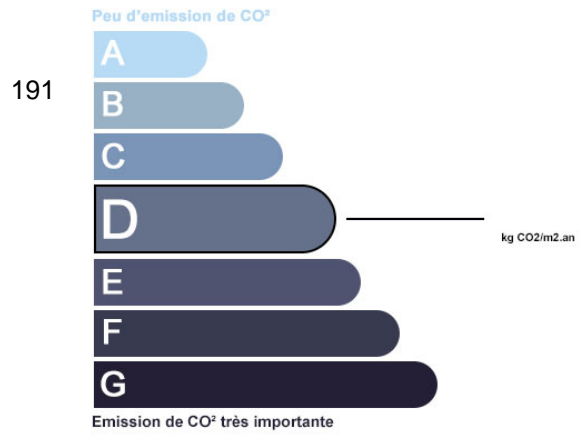 Peu d'emission de CO²
A
191
B
C
D
kg CO2/m2.an
E
F
G
Emission de CO² très importante